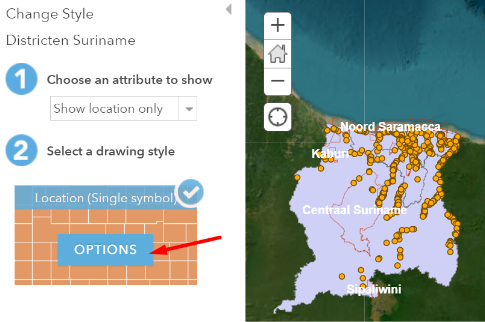 Change Style
Districten Suriname
1 Choose an attribute to show
Show location only
2 Select a drawing style
Location (Single symbol)
OPTIONS
+
−
Noord Saramacca
Kaburi
Centraal Suriname
Sipaliwini